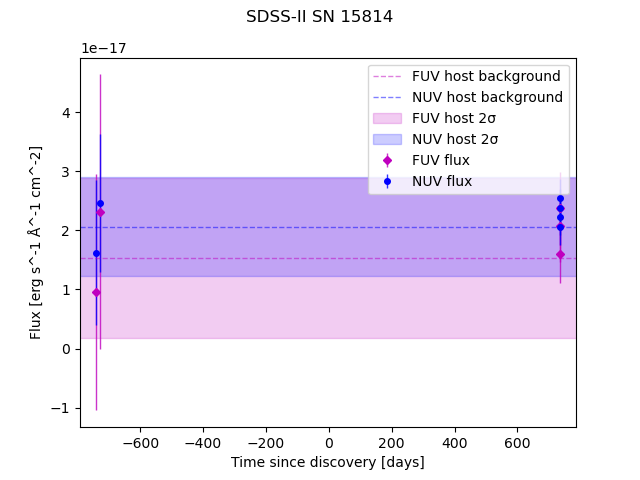 SDSS-II SN 15814
1e−17
FUV host background
NUV host background
FUV host 2σ
NUV host 2σ
FUV flux
NUV flux
4
3
2
1
0
−1
Flux [erg s^-1 Å^-1 cm^-2]
−600
−400
−200
0
200
400
600
Time since discovery [days]